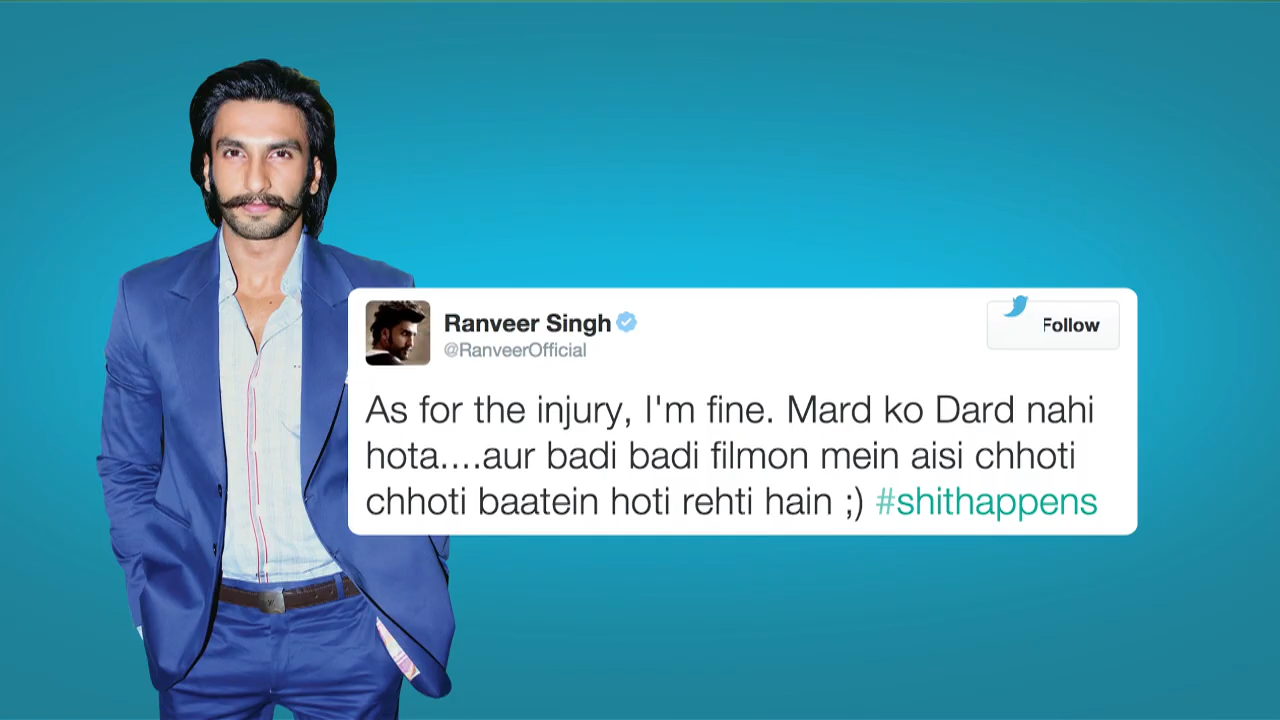 Ranveer Singh
@RanveerOfficial
Follow
As for the injury, I'm fine. Mard ko Dard nahi
hota....aur badi badi filmon mein aisi chhoti
chhoti baatein hoti rehti hain ;) #shithappens